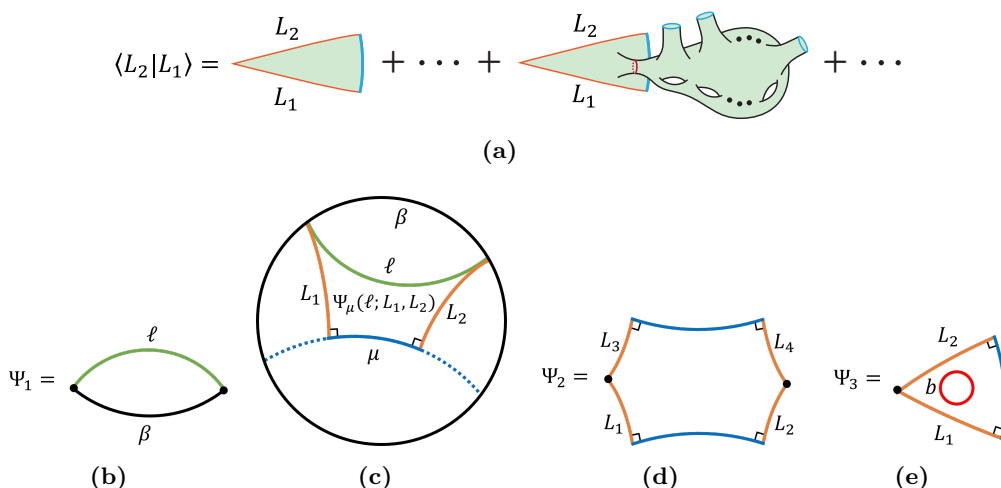 ⟨L₂|L₁⟩ = L₂ L₁ + ··· + L₂ L₁ + ···
(a)
Ψ₁ = ℓ β
(b)
β ℓ L₁ Ψ_μ(ℓ; L₁, L₂) L₂ μ
(c)
Ψ₂ = L₃ L₄ L₁ L₂
(d)
Ψ₃ = L₂ b L₁
(e)